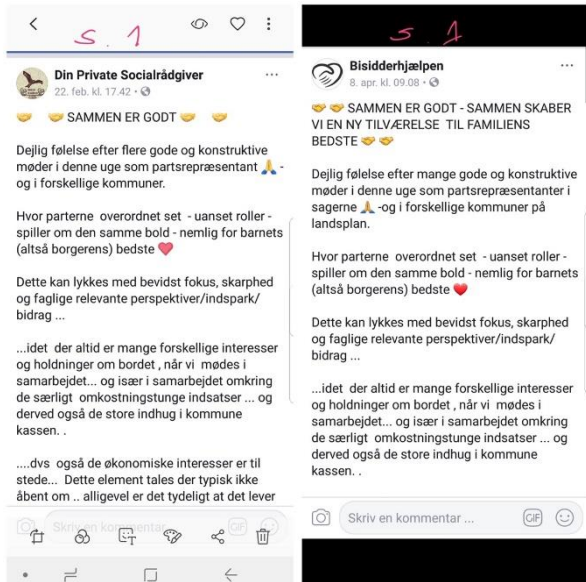 s. 1
Din Private Socialrådgiver
22. feb. kl. 17.42 ·
🤝 🤝 SAMMEN ER GODT 🤝 🤝
Dejlig følelse efter flere gode og konstruktive
møder i denne uge som partsrepræsentant 🙏 -
og i forskellige kommuner.
Hvor parterne overordnet set - uanset roller -
spiller om den samme bold - nemlig for barnets
(altså borgerens) bedste ❤️
Dette kan lykkes med bevidst fokus, skarphed
og faglige relevante perspektiver/indspark/
bidrag ...
...idet der altid er mange forskellige interesser
og holdninger om bordet , når vi mødes i
samarbejdet... og især i samarbejdet omkring
de særligt omkostningstunge indsatser ... og
derved også de store indhug i kommune
kassen. .
....dvs også de økonomiske interesser er til
stede... Dette element tales der typisk ikke
åbent om .. alligevel er det tydeligt at det lever
Skriv en kommentar
GIF
s. 1
Bisidderhjælpen
8. apr. kl. 09.08 ·
🤝 🤝 SAMMEN ER GODT - SAMMEN SKABER
VI EN NY TILVÆRELSE TIL FAMILIENS
BEDSTE 🤝 🤝
Dejlig følelse efter mange gode og konstruktive
møder i denne uge som partsrepræsentanter i
sagerne 🙏 -og i forskellige kommuner på
landsplan.
Hvor parterne overordnet set - uanset roller -
spiller om den samme bold - nemlig for barnets
(altså borgerens) bedste ❤️
Dette kan lykkes med bevidst fokus, skarphed
og faglige relevante perspektiver/indspark/
bidrag ...
...idet der altid er mange forskellige interesser
og holdninger om bordet , når vi mødes i
samarbejdet... og især i samarbejdet omkring
de særligt omkostningstunge indsatser ... og
derved også de store indhug i kommune
kassen. .
Skriv en kommentar ...
GIF